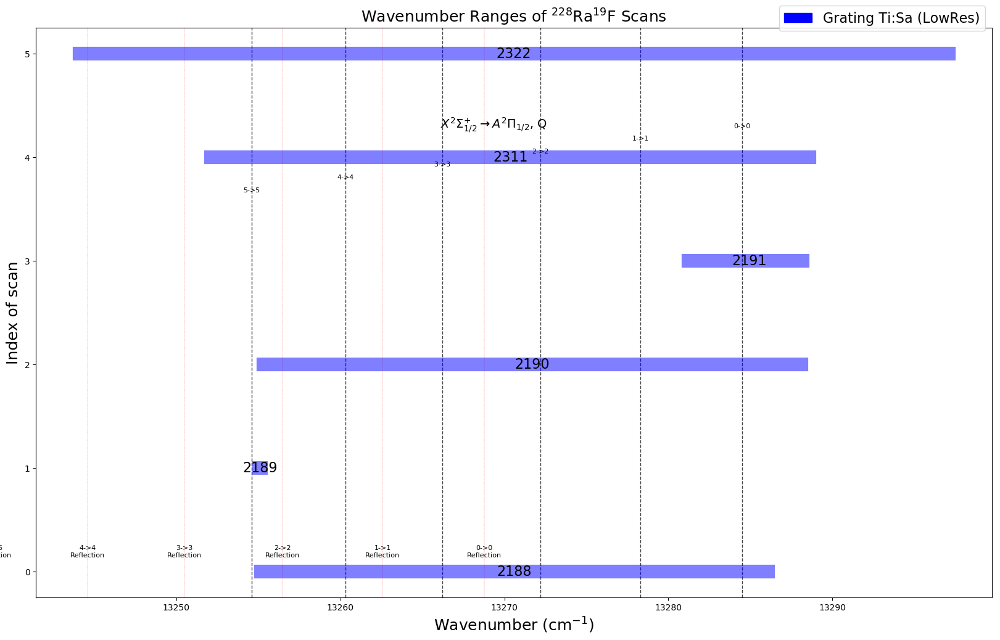 Wavenumber Ranges of ²²⁸Ra¹⁹F Scans
Grating Ti:Sa (LowRes)
5
2322
X²Σ⁺₁/₂ → A²Π₁/₂, Q
0->0
1->1
2->2
4
2311
3->3
4->4
5->5
3
2191
Index of scan
2
2190
1
2189
4->4
Reflection
3->3
Reflection
2->2
Reflection
1->1
Reflection
0->0
Reflection
0
2188
13250
13260
13270
13280
13290
Wavenumber (cm⁻¹)